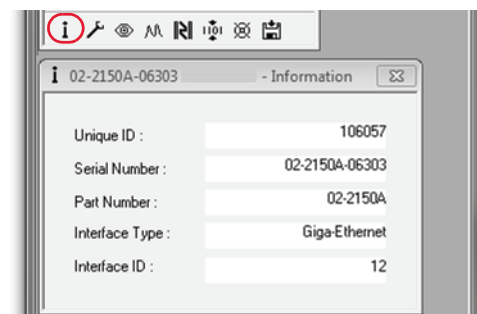 02-2150A-06303 - Information
Unique ID : 106057
Serial Number : 02-2150A-06303
Part Number : 02-2150A
Interface Type : Giga-Ethernet
Interface ID : 12